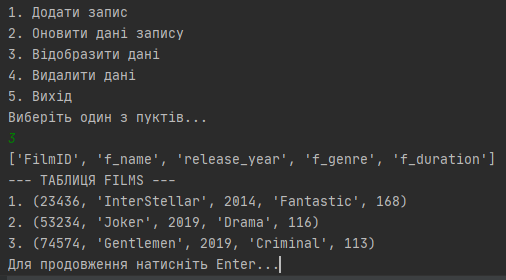 1. Додати запис
2. Оновити дані запису
3. Відобразити дані
4. Видалити дані
5. Вихід
Виберіть один з пуктів...
3
['FilmID', 'f_name', 'release_year', 'f_genre', 'f_duration']
--- ТАБЛИЦЯ FILMS ---
1. (23436, 'InterStellar', 2014, 'Fantastic', 168)
2. (53234, 'Joker', 2019, 'Drama', 116)
3. (74574, 'Gentlemen', 2019, 'Criminal', 113)
Для продовження натисніть Enter...